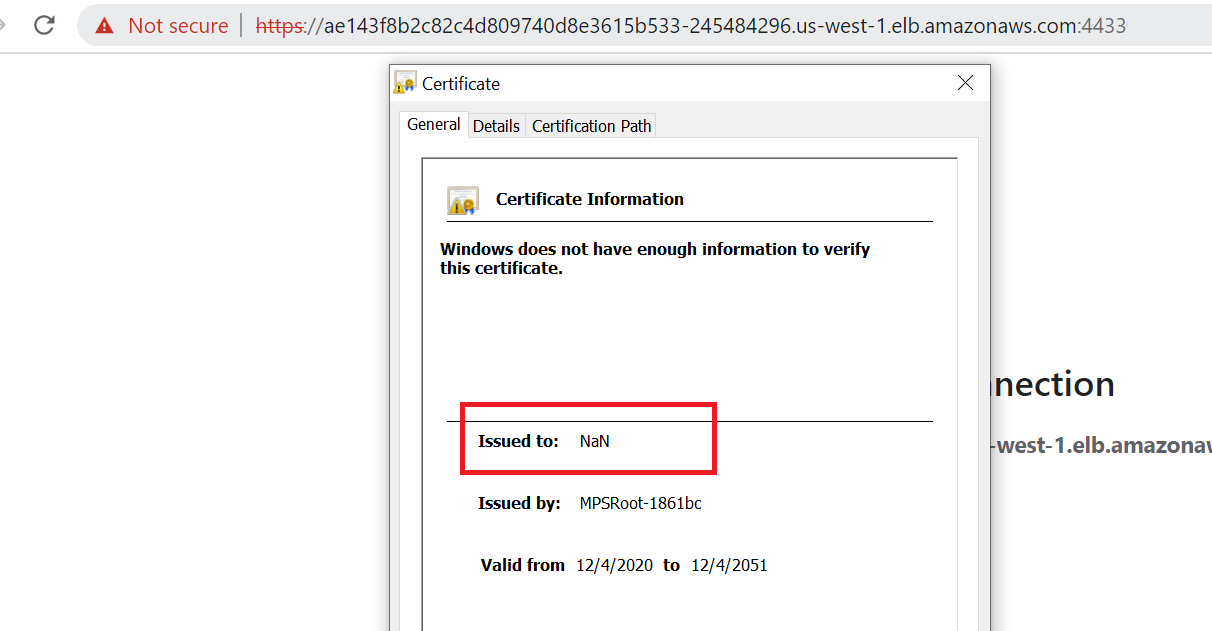 Not secure | https://ae143f8b2c82c4d809740d8e3615b533-245484296.us-west-1.elb.amazonaws.com:4433
Certificate
General Details Certification Path
Certificate Information
Windows does not have enough information to verify
this certificate.
nection
Issued to: NaN
-west-1.elb.amazonaw
Issued by: MPSRoot-1861bc
Valid from 12/4/2020 to 12/4/2051